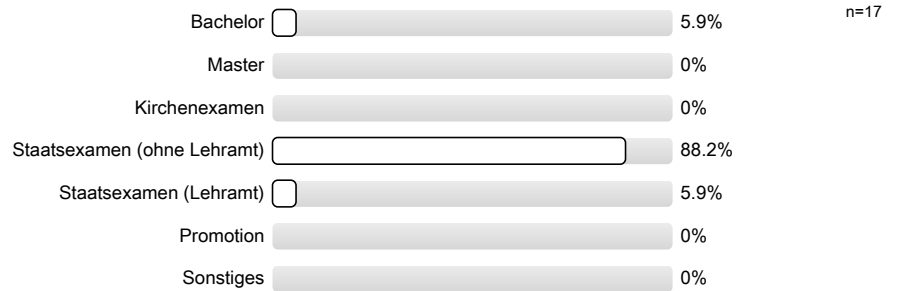 Bachelor 5.9% n=17
Master 0%
Kirchenexamen 0%
Staatsexamen (ohne Lehramt) 88.2%
Staatsexamen (Lehramt) 5.9%
Promotion 0%
Sonstiges 0%